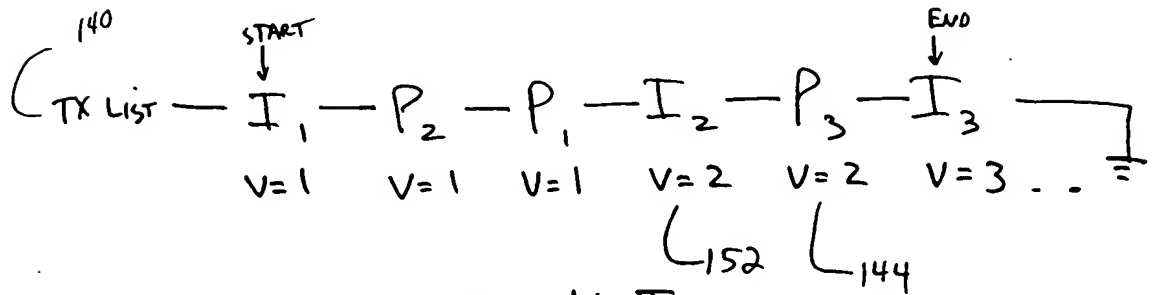 140
START
END
TX LIST — I₁ — P₂ — P₁ — I₂ — P₃ — I₃
V=1 V=1 V=1 V=2 V=2 V=3 . . .
152 144